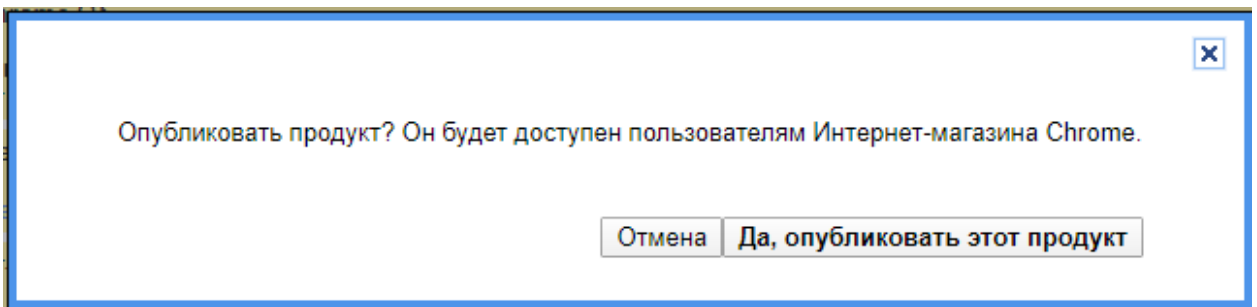 Опубликовать продукт? Он будет доступен пользователям Интернет-магазина Chrome.
Отмена
Да, опубликовать этот продукт